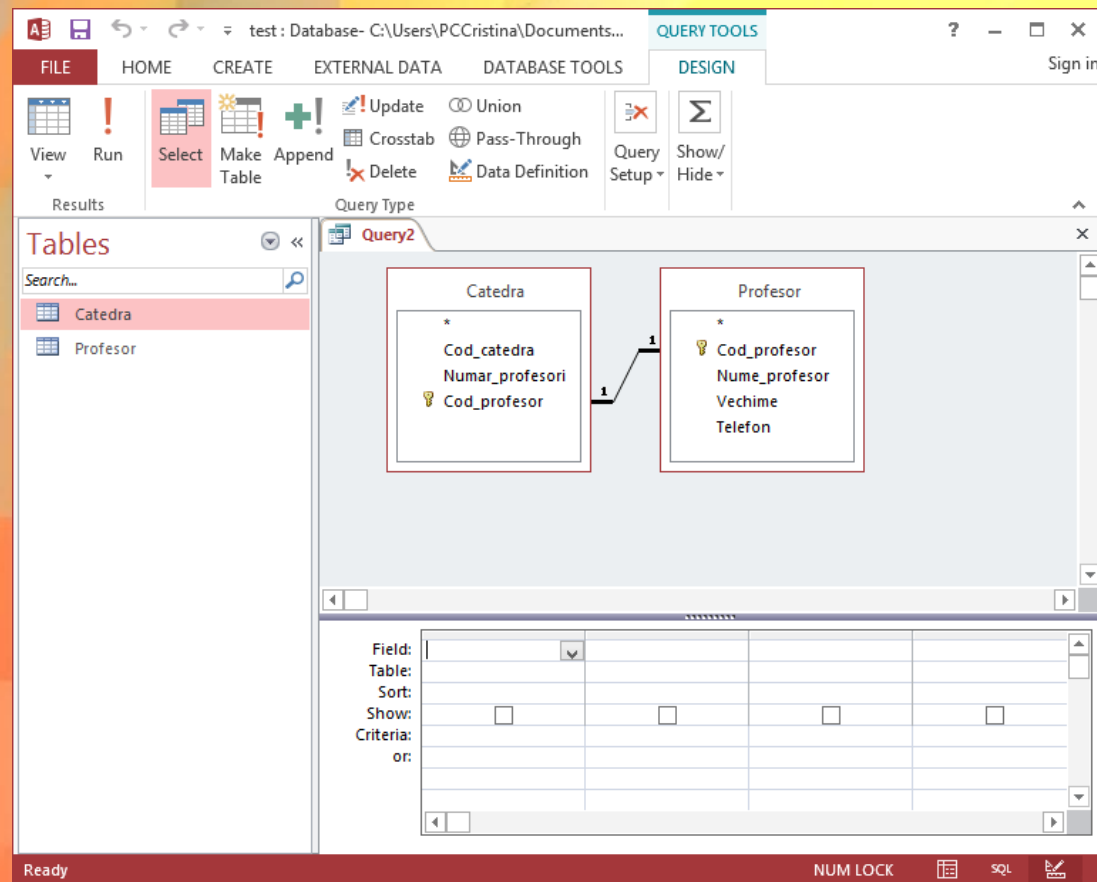 test : Database- C:\Users\PCCristina\Documents...
QUERY TOOLS
?
FILE HOME CREATE EXTERNAL DATA DATABASE TOOLS DESIGN Sign in
View
Run
Select
Make
Table
Append
Update
Crosstab
Delete
Union
Pass-Through
Data Definition
Query
Setup
Show/
Hide
Results
Query Type
Tables
Search...
Catedra
Profesor
Query2
Catedra
*
Cod_catedra
Numar_profesori
Cod_profesor
1
1
Profesor
*
Cod_profesor
Nume_profesor
Vechime
Telefon
Field:
Table:
Sort:
Show:
Criteria:
or:
Ready
NUM LOCK
SQL